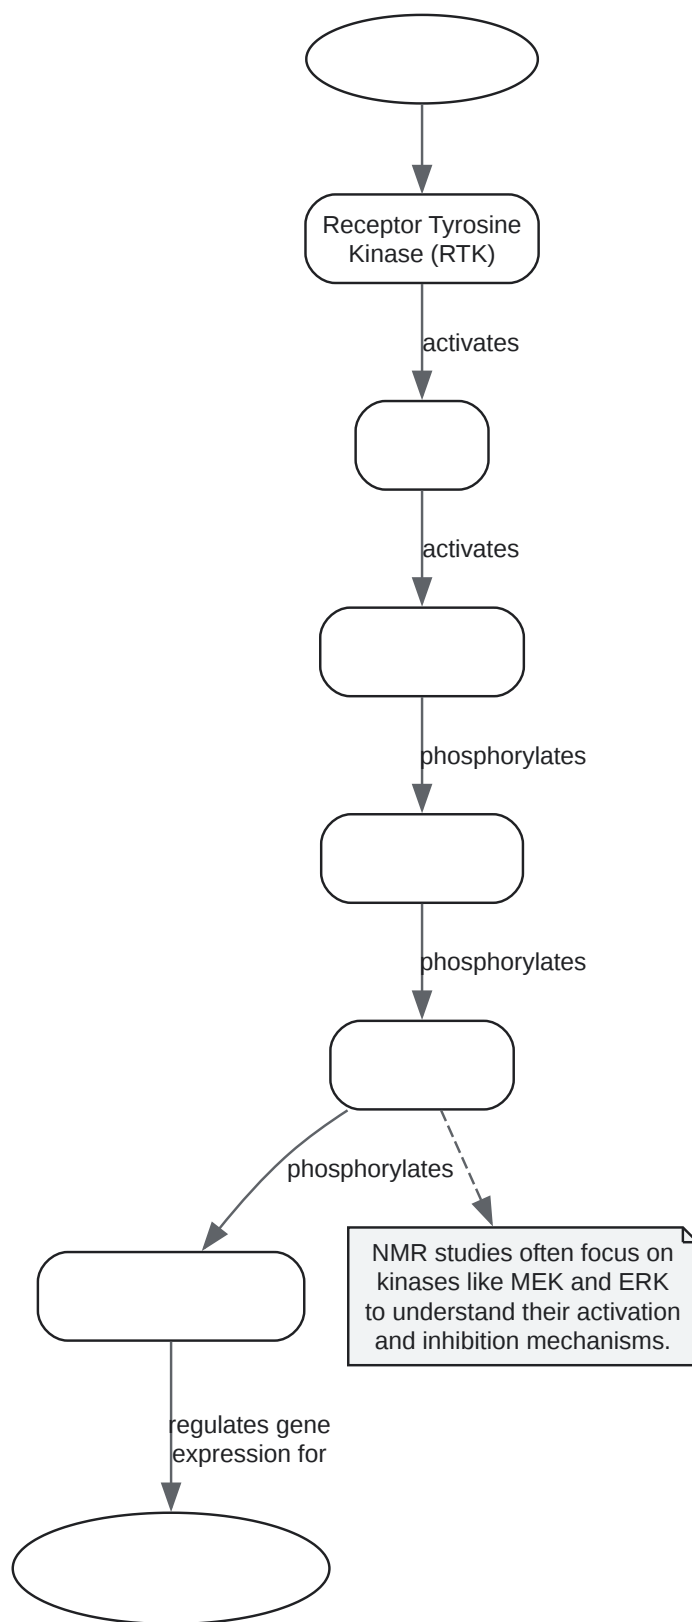 Receptor Tyrosine
Kinase (RTK)
activates
activates
phosphorylates
phosphorylates
phosphorylates
NMR studies often focus on
kinases like MEK and ERK
to understand their activation
and inhibition mechanisms.
regulates gene
expression for